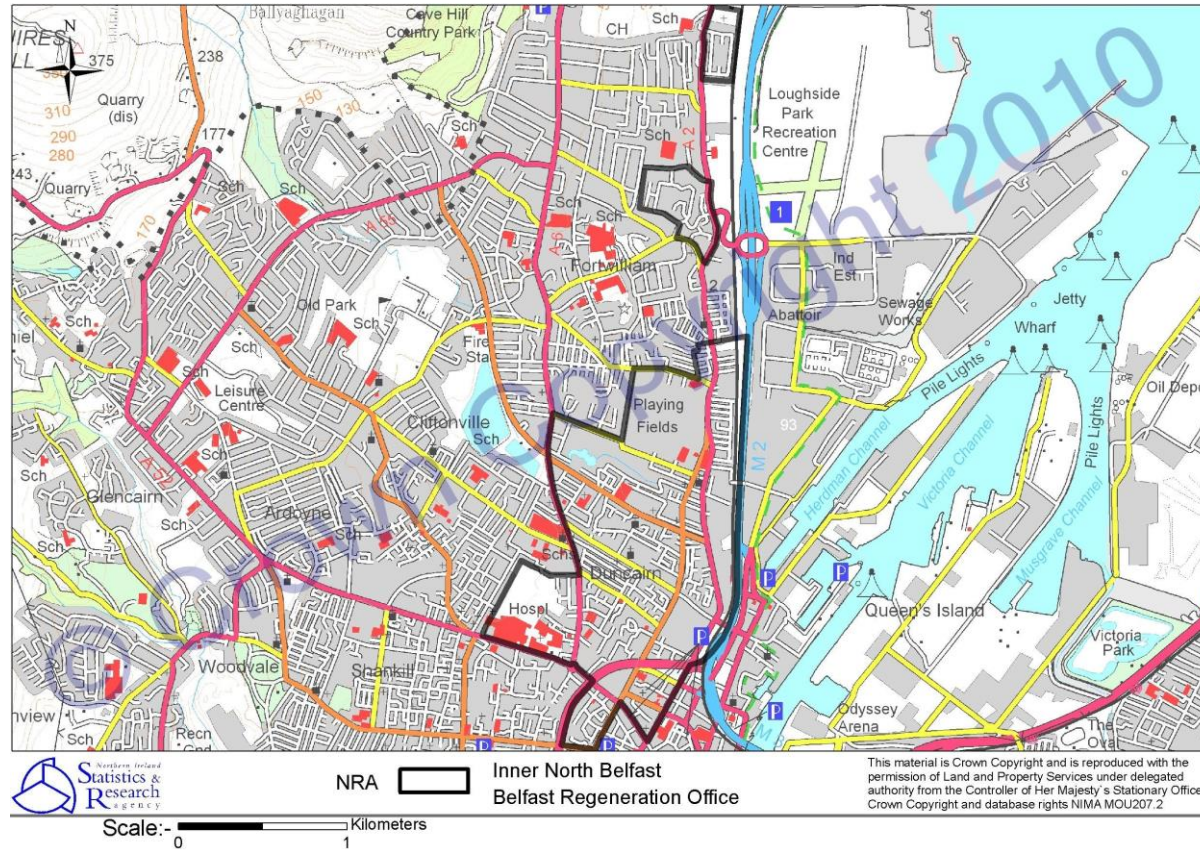 Ballyaghagan
Cave Hill
Country Park
Sch
CH
N
375
238
Quarry
(dis)
310
290
280
177
150
130
243
Quarry
170
Sch
Sch
Sch
Sch
A 2
Loughside
Park
Recreation
Centre
1
A 55
A 6
Sch
Fortwilliam
Ind
Est
Abattoir
Sewage
Works
Jetty
Wharf
Old Park
Sch
Fire
Sta
Sch
niel
Sch
Sch
Leisure
Centre
Pile Lights
Pile Lights
Oil Dep
Playing
Fields
Cliftonville
Sch
93
M 2
Herdman Channel
Victoria Channel
Musgrave Channel
Sch
Sch
A 52
Glencairn
Sch
Ardoyne
Sch
Sch
Schs
Duncairn
Hospl
P
P
P
Queen's Island
Victoria
Park
Woodvale
Shankill
nview
Recn
Gnd
Sch
P
P
P
Odyssey
Arena
The
Oval
© Crown Copyright 2010
Northern Ireland
Statistics &
Research
agency
NRA
Inner North Belfast
Belfast Regeneration Office
This material is Crown Copyright and is reproduced with the
permission of Land and Property Services under delegated
authority from the Controller of Her Majesty's Stationary Office,
Crown Copyright and database rights NIMA MOU207.2
Scale:-
Kilometers
0
1